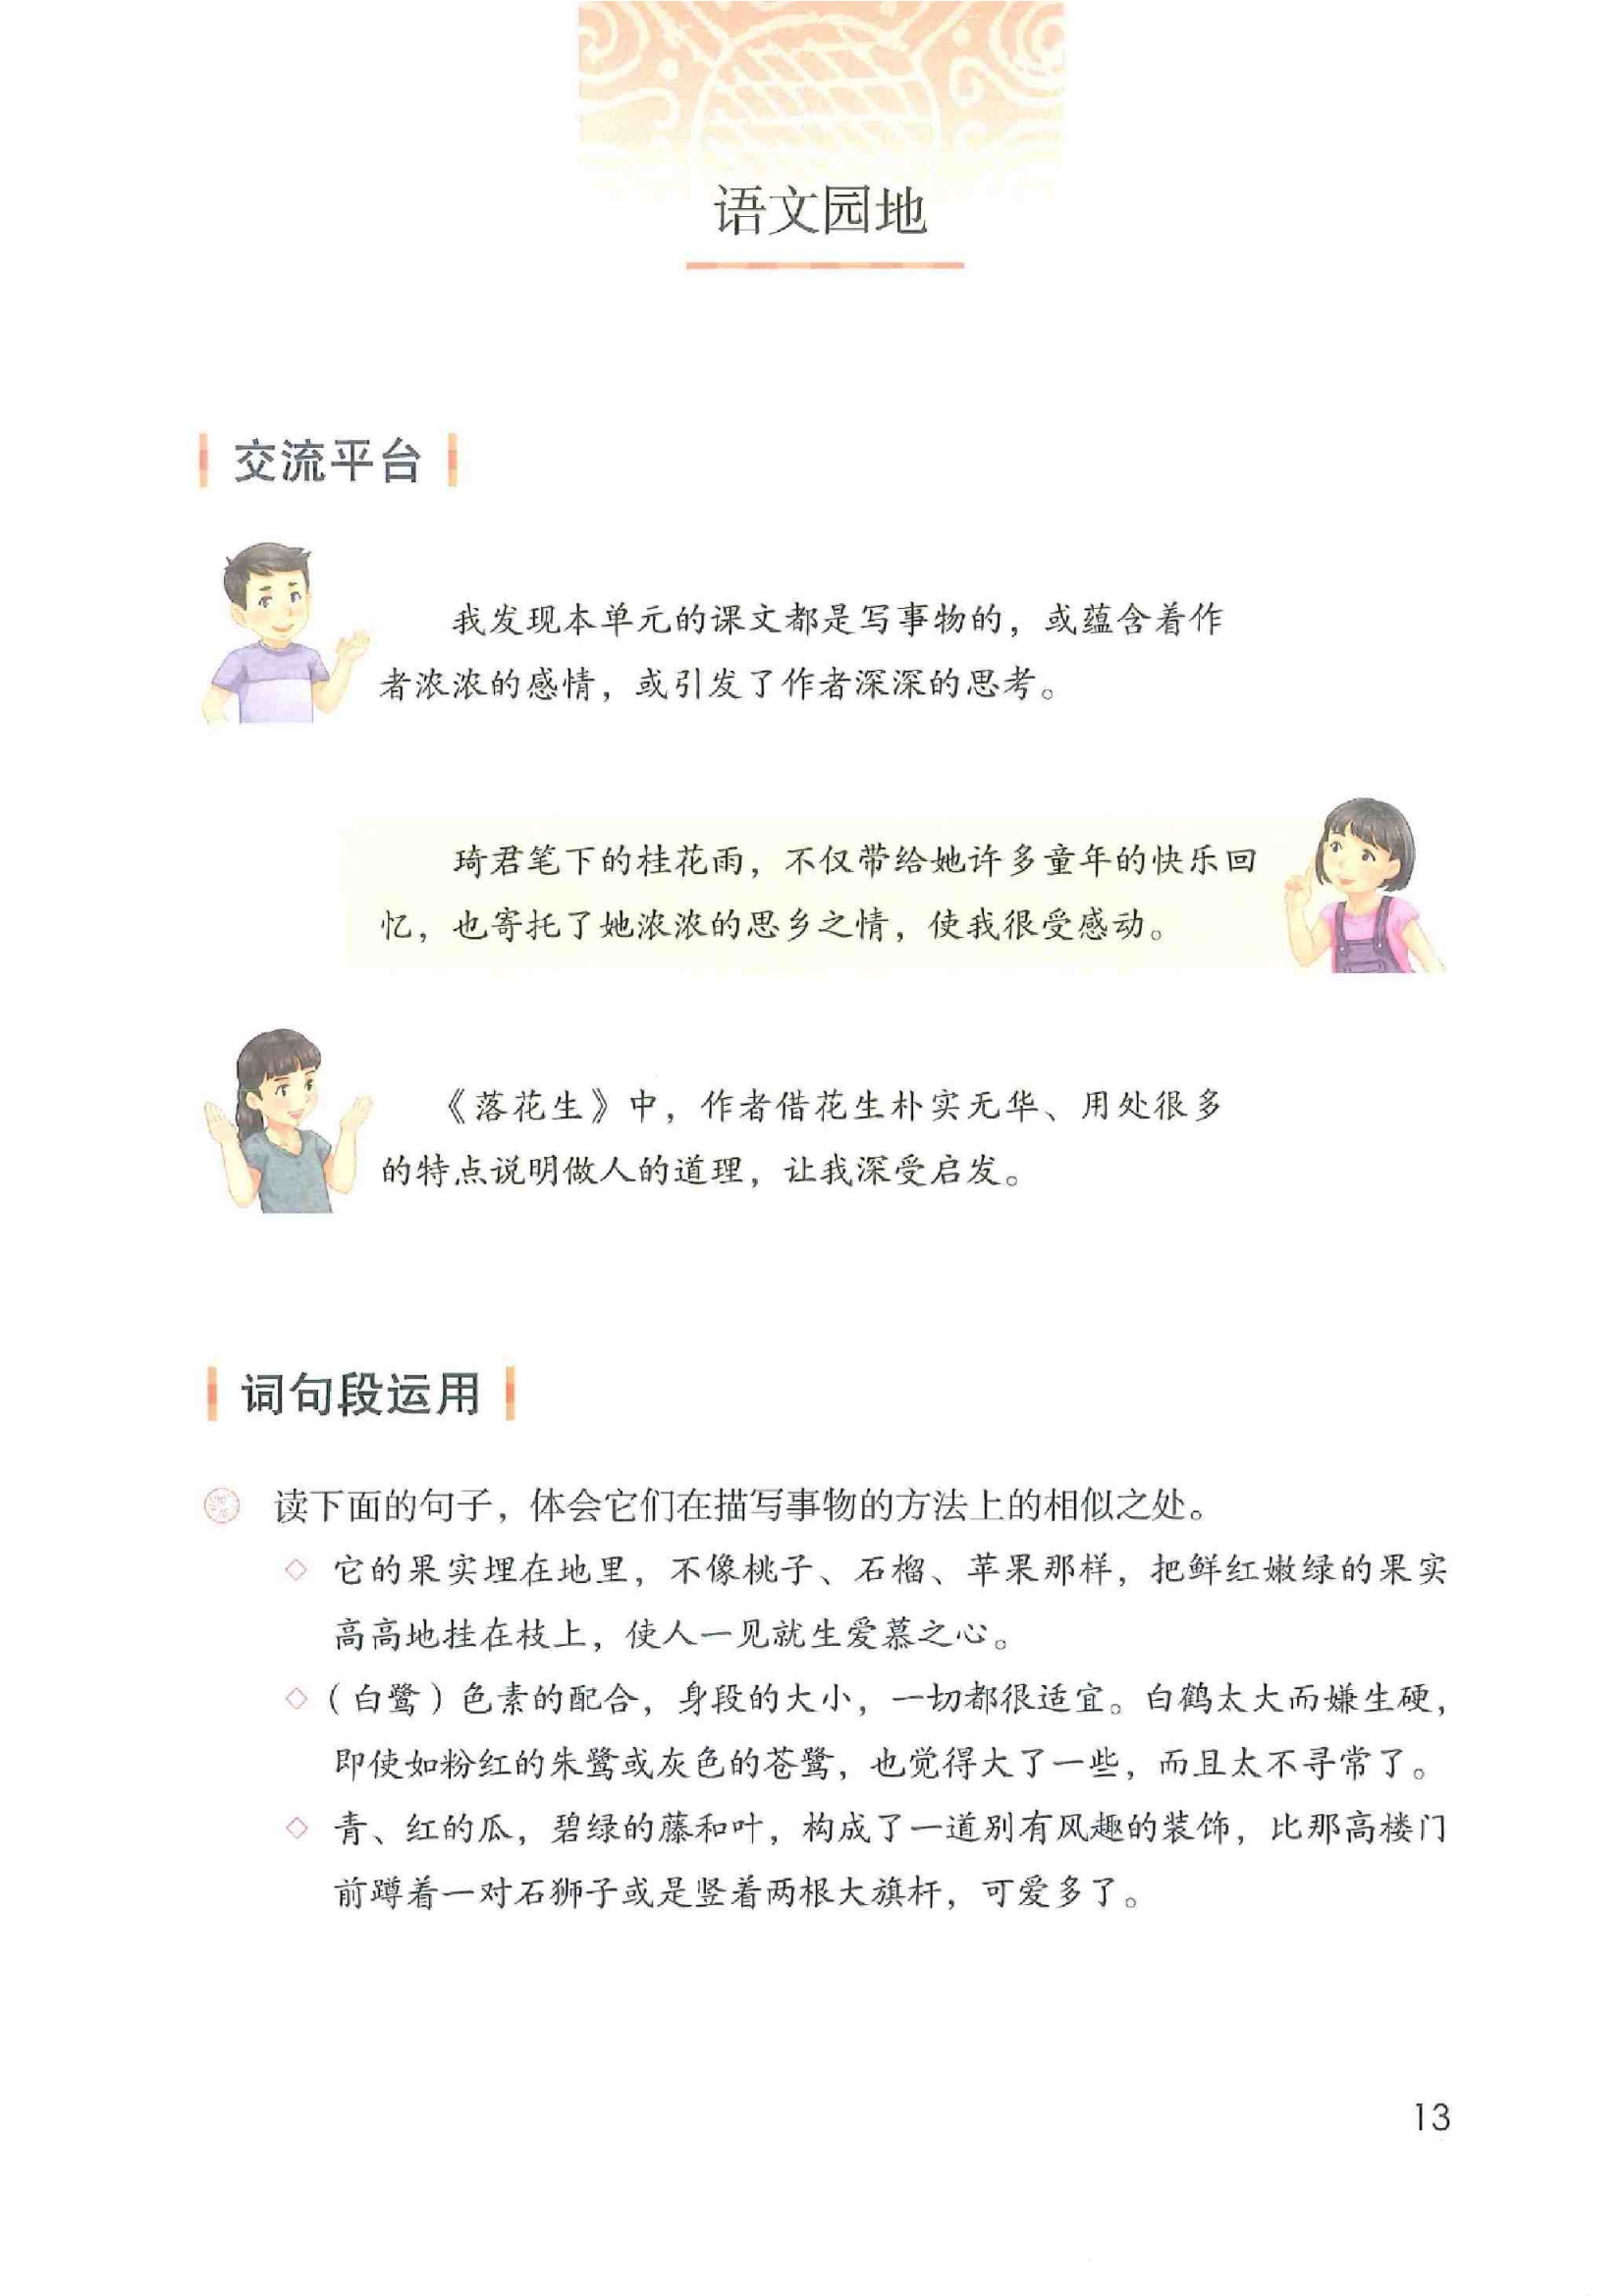 语文园地
交流平台
我发现本单元的课文都是写事物的，或蕴含着作
者浓浓的感情，或引发了作者深深的思考。
琦君笔下的桂花雨，不仅带给她许多童年的快乐回
忆，也寄托了她浓浓的思乡之情，使我很受感动。
《落花生》中，作者借花生朴实无华、用处很多
的特点说明做人的道理，让我深受启发。
词句段运用
读下面的句子，体会它们在描写事物的方法上的相似之处。
◇ 它的果实埋在地里，不像桃子、石榴、苹果那样，把鲜红嫩绿的果实
高高地挂在枝上，使人一见就生爱慕之心。
◇（白鹭）色素的配合，身段的大小，一切都很适宜。白鹤太大而嫌生硬，
即使如粉红的朱鹭或灰色的苍鹭，也觉得大了一些，而且太不寻常了。
◇ 青、红的瓜，碧绿的藤和叶，构成了一道别有风趣的装饰，比那高楼门
前蹲着一对石狮子或是竖着两根大旗杆，可爱多了。
13